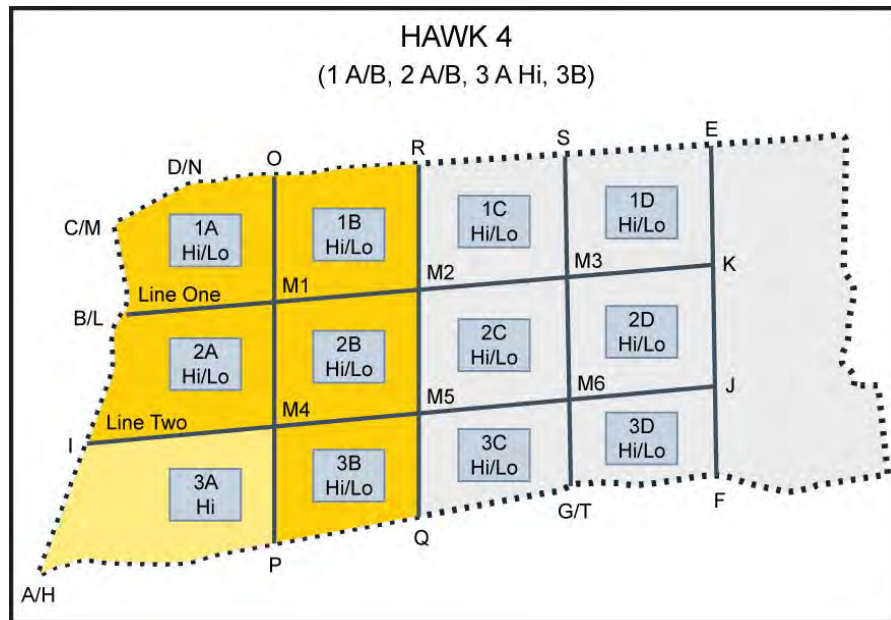 HAWK 4
(1 A/B, 2 A/B, 3 A Hi, 3B)
E
S
R
O
D/N
C/M
1A
Hi/Lo
1B
Hi/Lo
1C
Hi/Lo
1D
Hi/Lo
K
M3
M2
M1
Line One
B/L
2A
Hi/Lo
2B
Hi/Lo
2C
Hi/Lo
2D
Hi/Lo
J
M6
M5
M4
Line Two
I
3A
Hi
3B
Hi/Lo
3C
Hi/Lo
3D
Hi/Lo
F
G/T
Q
P
A/H